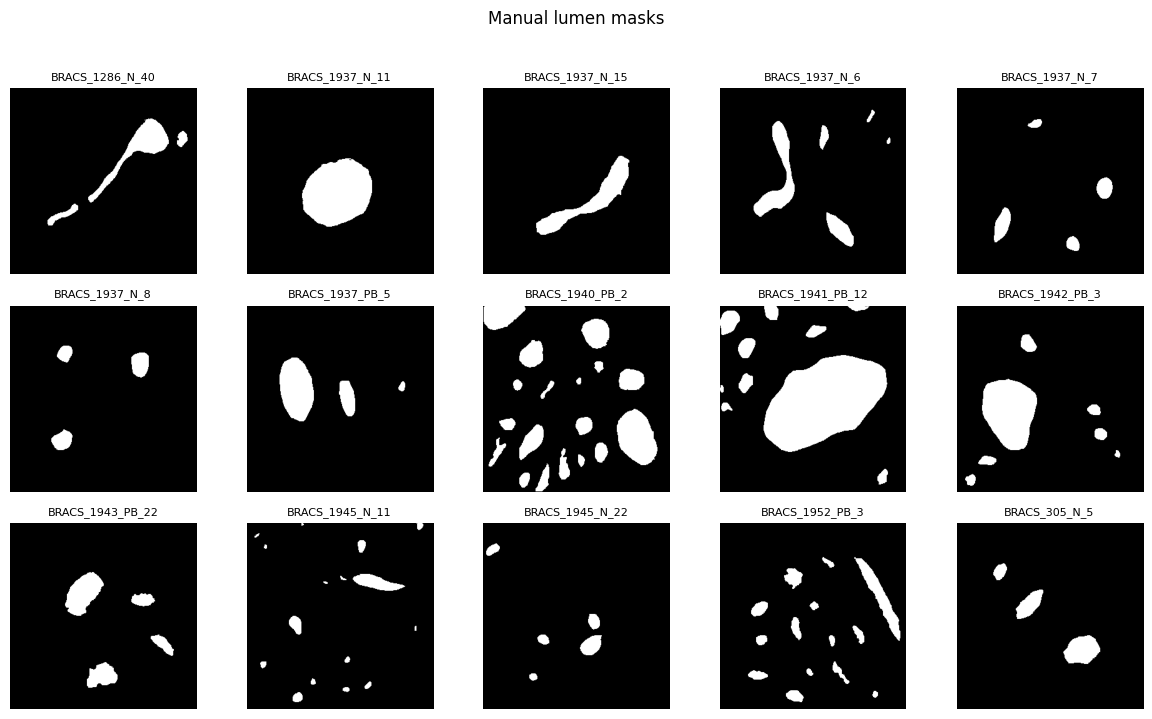 Manual lumen masks
BRACS_1286_N_40
BRACS_1937_N_11
BRACS_1937_N_15
BRACS_1937_N_6
BRACS_1937_N_7
BRACS_1937_N_8
BRACS_1937_PB_5
BRACS_1940_PB_2
BRACS_1941_PB_12
BRACS_1942_PB_3
BRACS_1943_PB_22
BRACS_1945_N_11
BRACS_1945_N_22
BRACS_1952_PB_3
BRACS_305_N_5